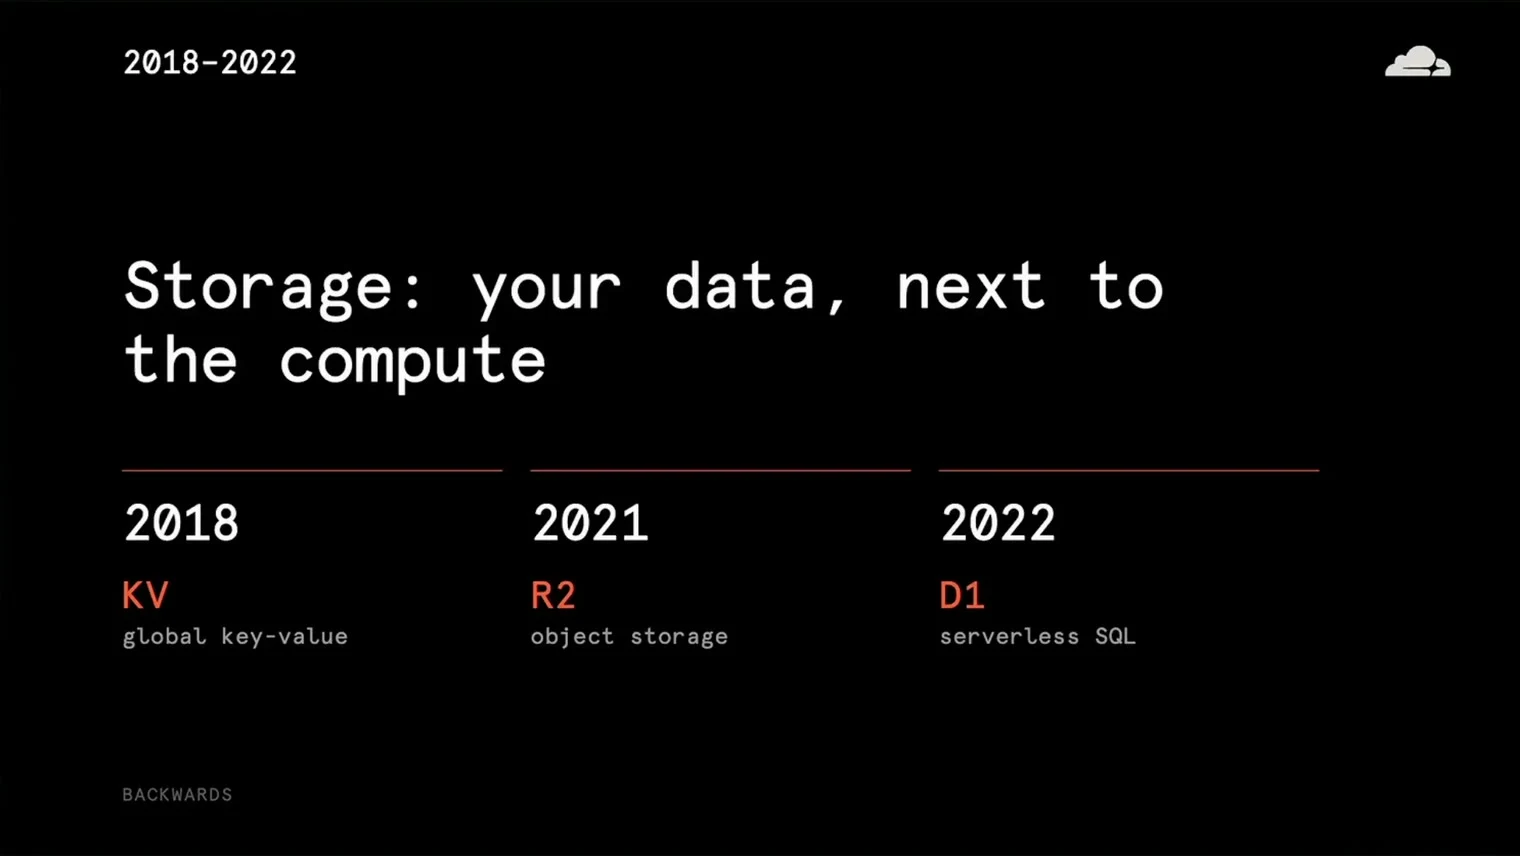 2018–2022
Storage: your data, next to
the compute
2018
KV
global key-value
2021
R2
object storage
2022
D1
serverless SQL
BACKWARDS